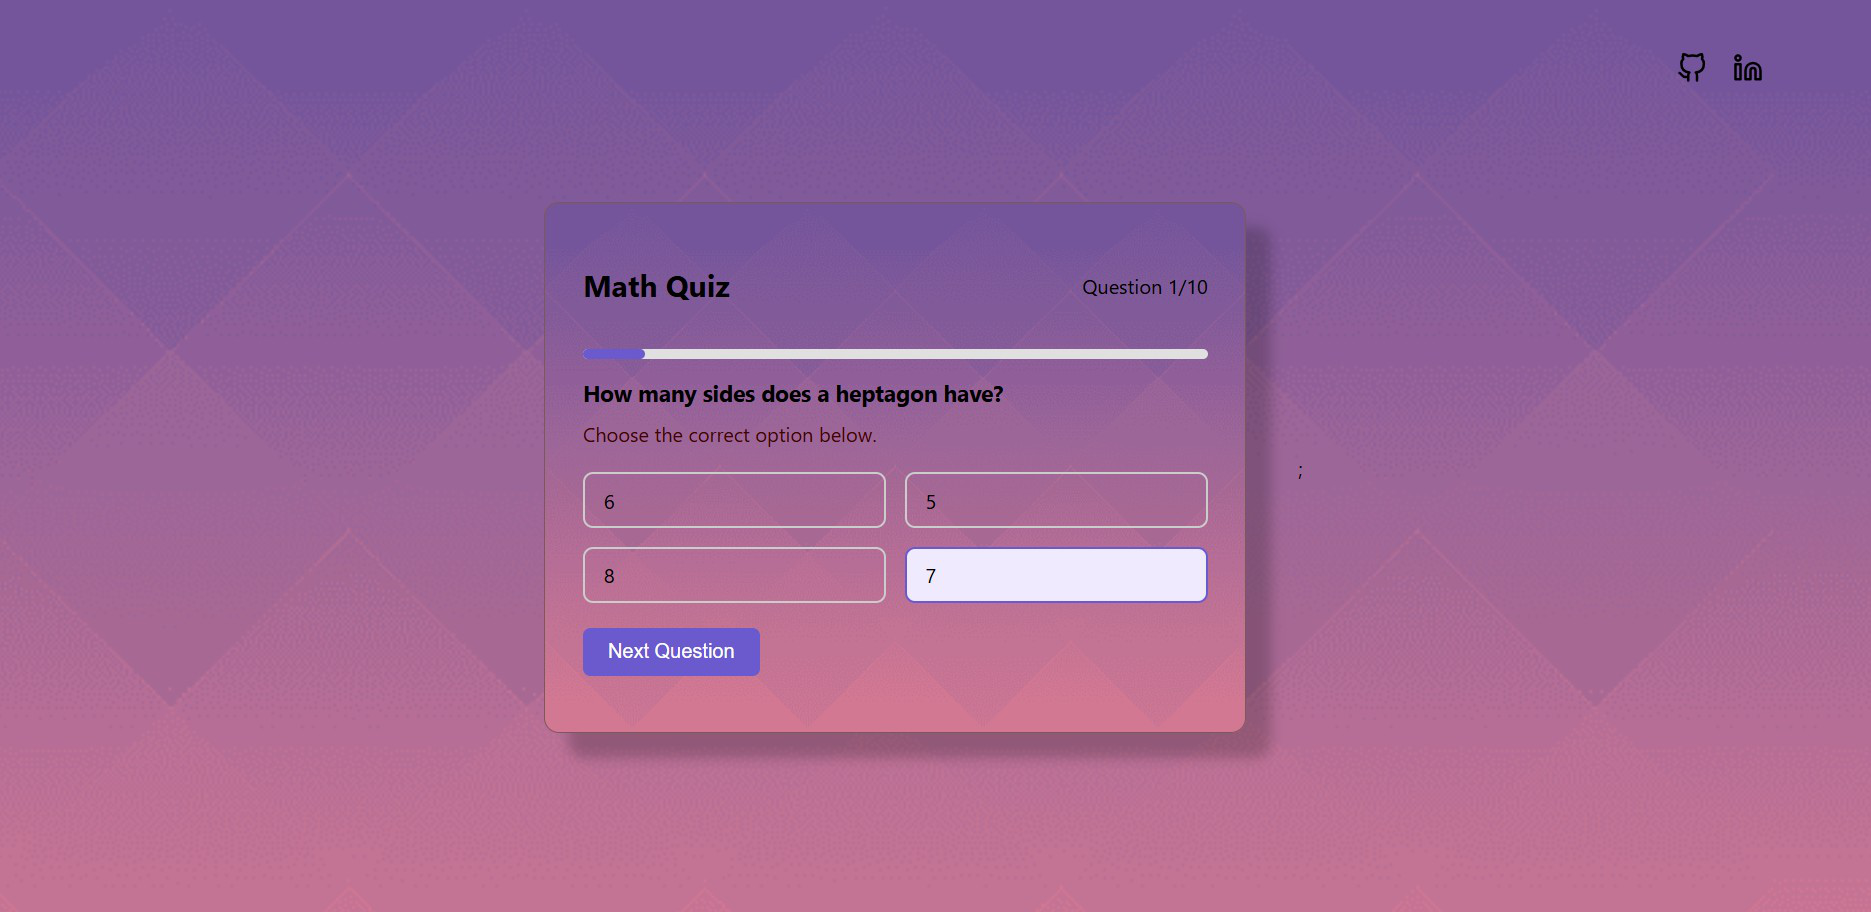 Math Quiz
Question 1/10
How many sides does a heptagon have?
Choose the correct option below.
6
5
;
8
7
Next Question